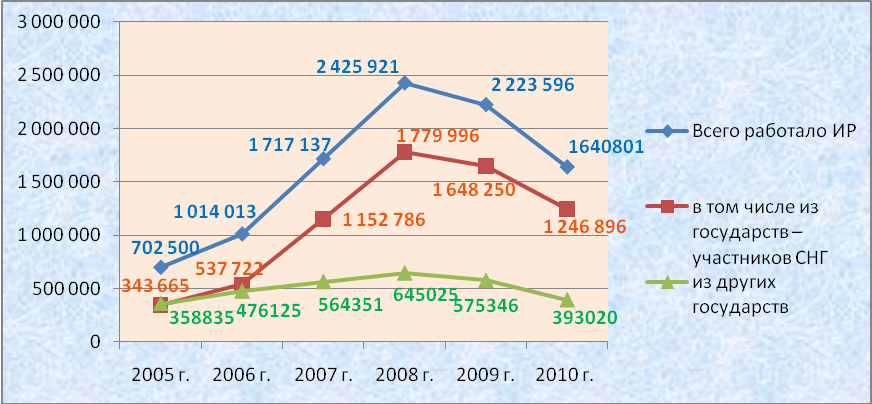 3 000 000
2 500 000
2 000 000
1 500 000
1 000 000
500 000
0
2 425 921
2 223 596
1 717 137
1 779 996
1640801
1 648 250
1 014 013
1 152 786
1 246 896
702 500
537 722
343 665
645025
358835
476125
564351
575346
393020
2005 г.
2006 г.
2007 г.
2008 г.
2009 г.
2010 г.
Всего работало ИР
в том числе из
государств –
участников СНГ
из других
государств